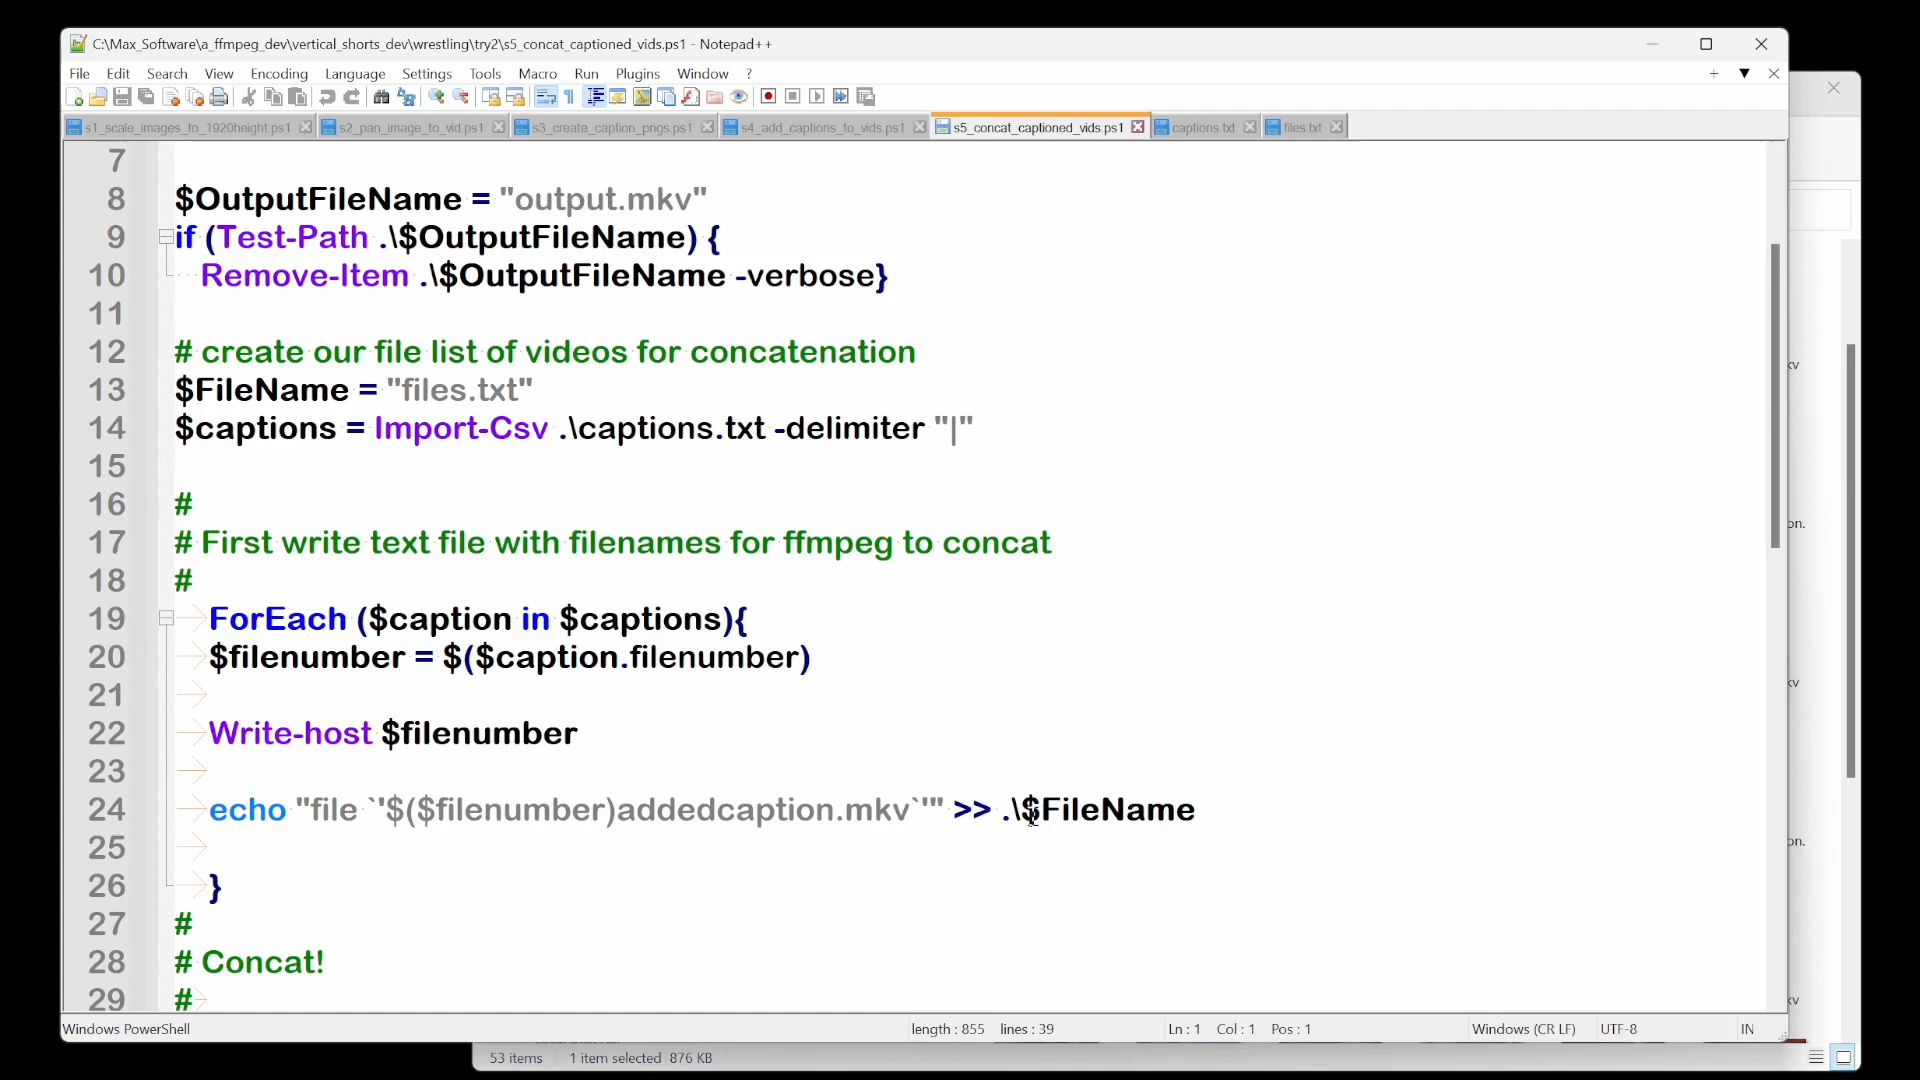 C:\Max_Software\a_ffmpeg_dev\vertical_shorts_dev\wrestling\try2\s5_concat_captioned_vids.ps1 - Notepad++
File Edit Search View Encoding Language Settings Tools Macro Run Plugins Window ?
s1_scale_images_to_1920height.ps1 s2_pan_image_to_vid.ps1 s3_create_caption_pngs.ps1 s4_add_captions_to_vids.ps1 s5_concat_captioned_vids.ps1 captions.txt files.txt
7
8 $OutputFileName = "output.mkv"
9 if (Test-Path .\$OutputFileName) {
10 Remove-Item .\$OutputFileName -verbose}
11
12 # create our file list of videos for concatenation
13 $FileName = "files.txt"
14 $captions = Import-Csv .\captions.txt -delimiter "|"
15
16 #
17 # First write text file with filenames for ffmpeg to concat
18 #
19 ForEach ($caption in $captions){
20 $filenumber = $($caption.filenumber)
21
22 Write-host $filenumber
23
24 echo "file `'$($filenumber)addedcaption.mkv`'" >> .\$FileName
25
26 }
27 #
28 # Concat!
29 #
Windows PowerShell length : 855 lines : 39 Ln : 1 Col : 1 Pos : 1 Windows (CR LF) UTF-8 IN
53 items 1 item selected 876 KB